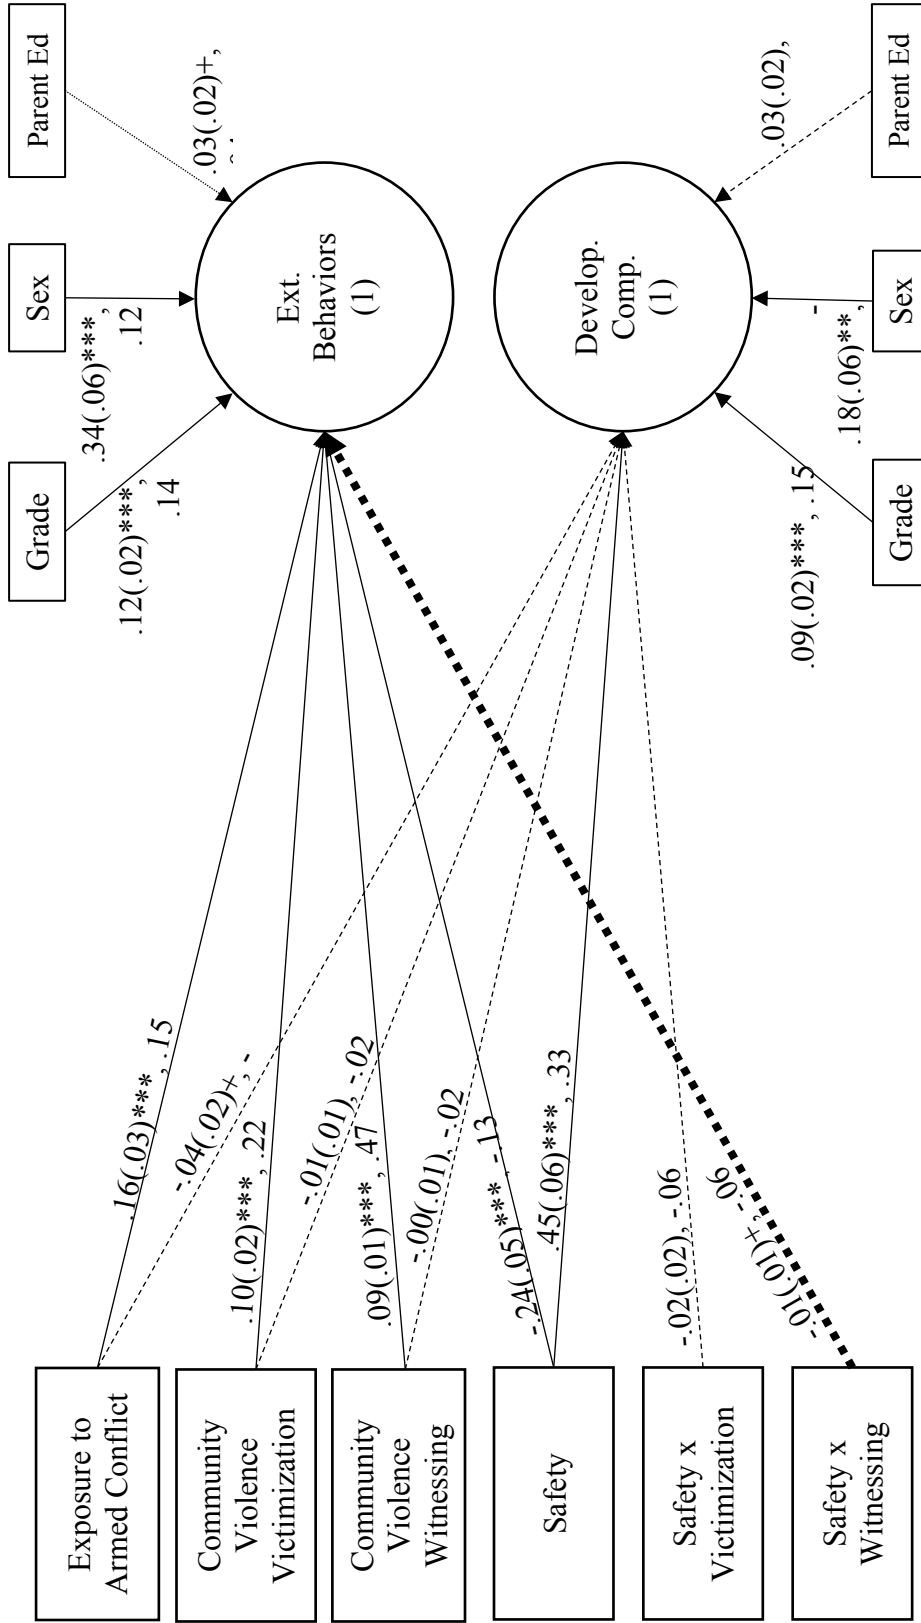 Exposure to
Armed Conflict
Community
Violence
Victimization
Community
Violence
Witnessing
Safety
Safety x
Victimization
Safety x
Witnessing
.16(.03)***, .15
-.04(.02)+, -
.10(.02)***, .22
-.01(.01), -.02
.09(.01)***, .47
-.00(.01), -.02
-.24(.05)***, -.13
.45(.06)***, .33
-.02(.02), -.06
-.01(.01)+, -.06
Grade
Sex
Parent Ed
.12(.02)***,
.14
.34(.06)***,
.12
.03(.02)+,
Ext.
Behaviors
(1)
Develop.
Comp.
(1)
.09(.02)***, .15
-
.18(.06)**,
.03(.02),
Grade
Sex
Parent Ed